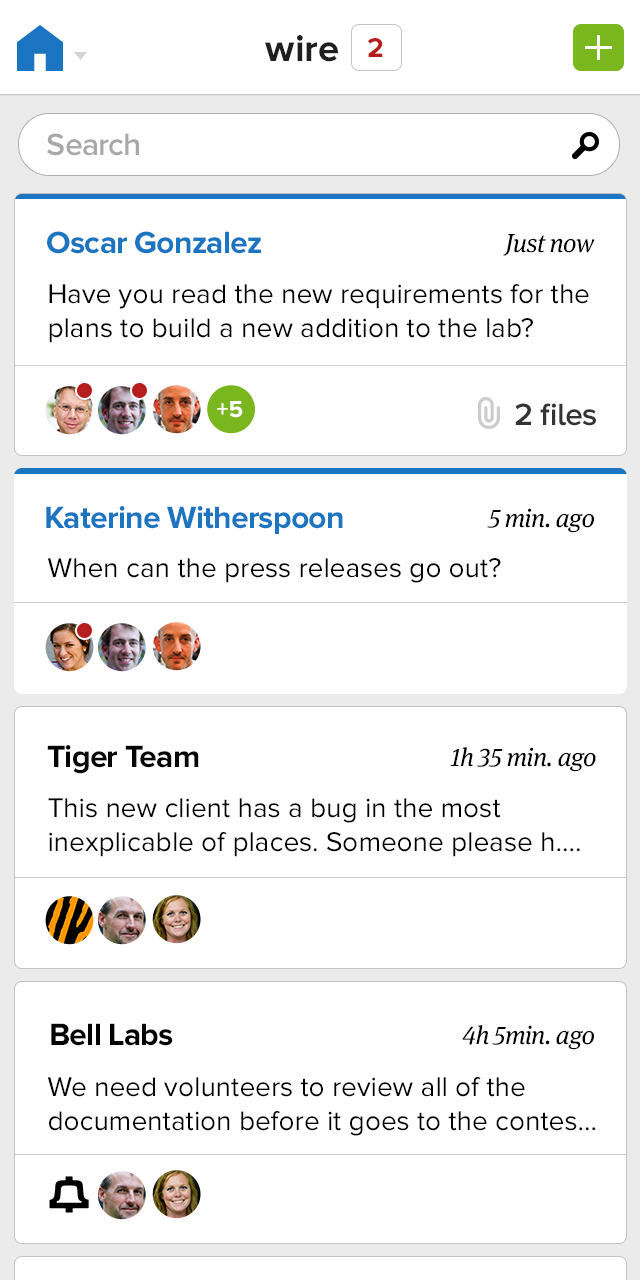 wire 2
Search
Oscar Gonzalez Just now
Have you read the new requirements for the
plans to build a new addition to the lab?
+5 2 files
Katerine Witherspoon 5 min. ago
When can the press releases go out?
Tiger Team 1h 35 min. ago
This new client has a bug in the most
inexplicable of places. Someone please h....
Bell Labs 4h 5min. ago
We need volunteers to review all of the
documentation before it goes to the contes...